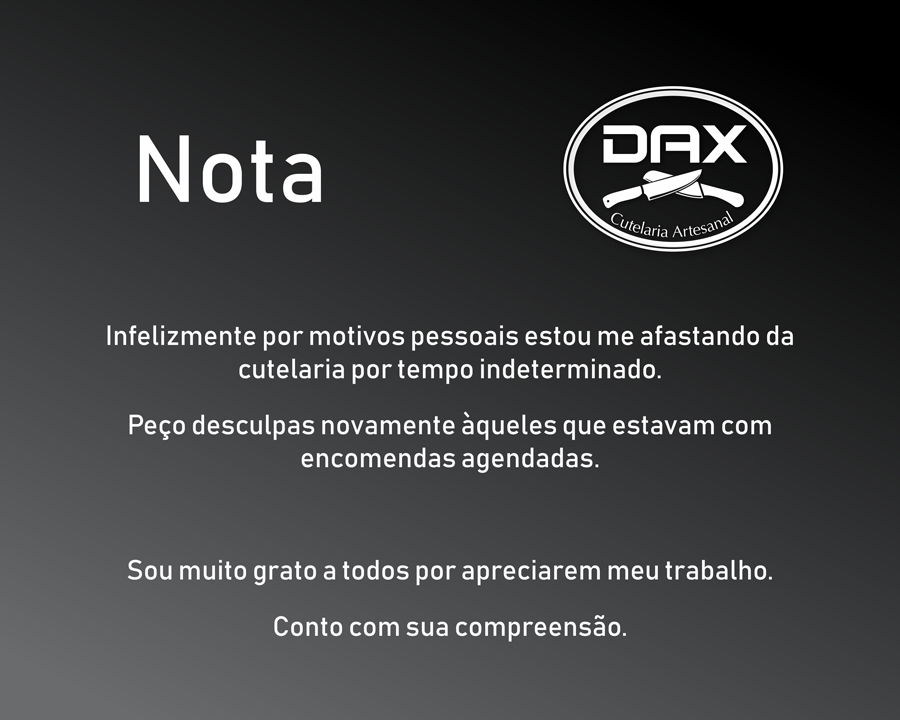 Nota
DAX
Cutelaria Artesanal
Infelizmente por motivos pessoais estou me afastando da
cutelaria por tempo indeterminado.
Peço desculpas novamente àqueles que estavam com
encomendas agendadas.
Sou muito grato a todos por apreciarem meu trabalho.
Conto com sua compreensão.